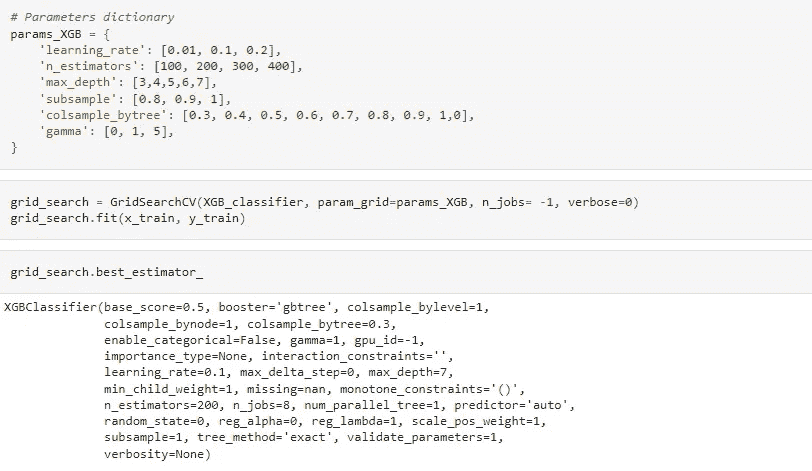 # Parameters dictionary
params_XGB = {
    'learning_rate': [0.01, 0.1, 0.2],
    'n_estimators': [100, 200, 300, 400],
    'max_depth': [3,4,5,6,7],
    'subsample': [0.8, 0.9, 1],
    'colsample_bytree': [0.3, 0.4, 0.5, 0.6, 0.7, 0.8, 0.9, 1,0],
    'gamma': [0, 1, 5],
}
grid_search = GridSearchCV(XGB_classifier, param_grid=params_XGB, n_jobs= -1, verbose=0)
grid_search.fit(x_train, y_train)
grid_search.best_estimator_
XGBClassifier(base_score=0.5, booster='gbtree', colsample_bylevel=1,
              colsample_bynode=1, colsample_bytree=0.3,
              enable_categorical=False, gamma=1, gpu_id=-1,
              importance_type=None, interaction_constraints='',
              learning_rate=0.1, max_delta_step=0, max_depth=7,
              min_child_weight=1, missing=nan, monotone_constraints='()',
              n_estimators=200, n_jobs=8, num_parallel_tree=1, predictor='auto',
              random_state=0, reg_alpha=0, reg_lambda=1, scale_pos_weight=1,
              subsample=1, tree_method='exact', validate_parameters=1,
              verbosity=None)